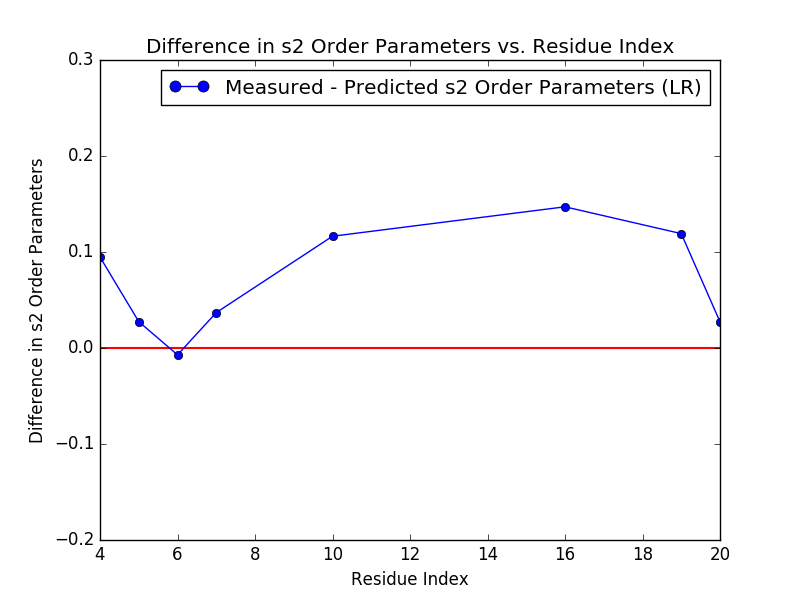 Difference in s2 Order Parameters vs. Residue Index
Measured - Predicted s2 Order Parameters (LR)
Difference in s2 Order Parameters
0.3
0.2
0.1
0.0
−0.1
−0.2
4 6 8 10 12 14 16 18 20
Residue Index